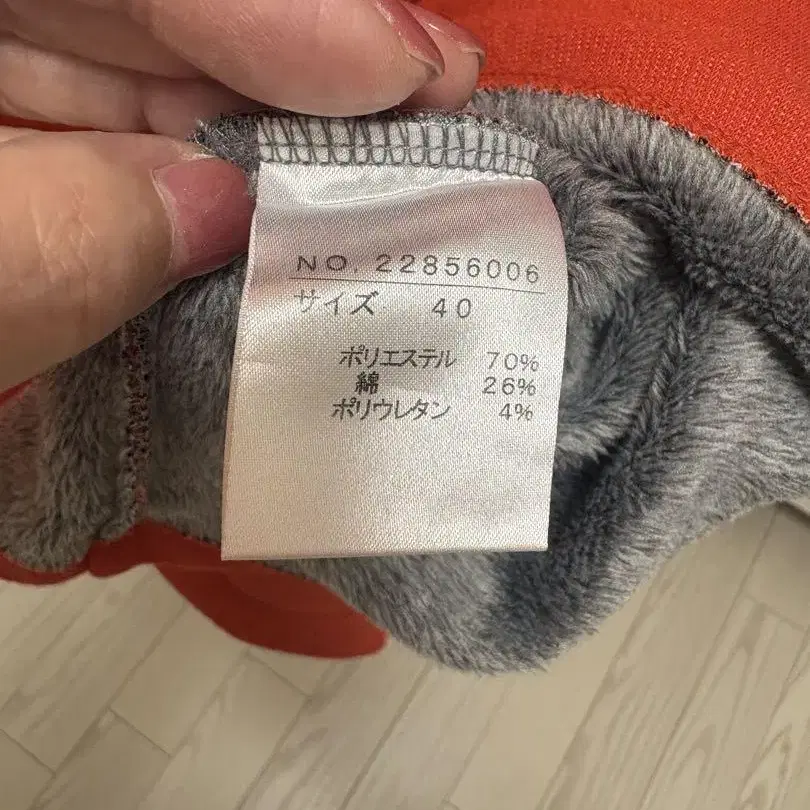 NO. 22856006
サイズ 40
ポリエステル 70%
綿 26%
ポリウレタン 4%